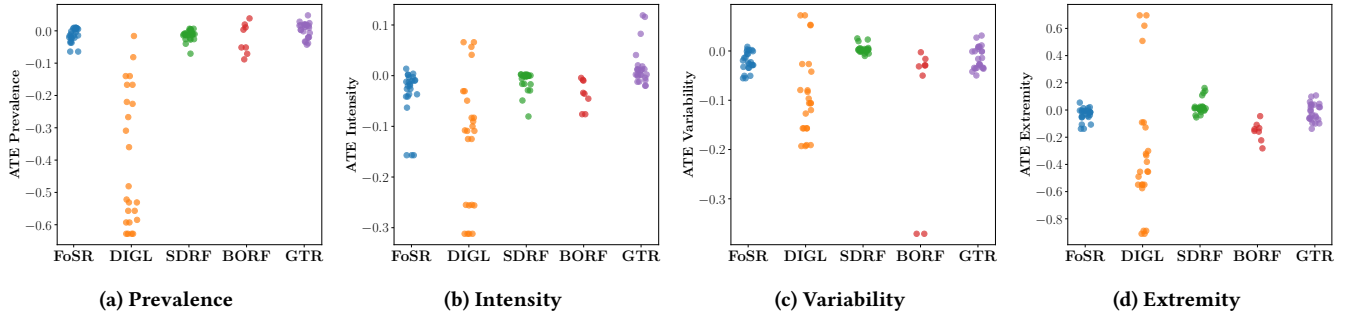 ATE Prevalence
0.0
−0.1
−0.2
−0.3
−0.4
−0.5
−0.6
FoSR DIGL SDRF BORF GTR
(a) Prevalence
ATE Intensity
0.1
0.0
−0.1
−0.2
−0.3
FoSR DIGL SDRF BORF GTR
(b) Intensity
ATE Variability
0.0
−0.1
−0.2
−0.3
FoSR DIGL SDRF BORF GTR
(c) Variability
ATE Extremity
0.6
0.4
0.2
0.0
−0.2
−0.4
−0.6
−0.8
FoSR DIGL SDRF BORF GTR
(d) Extremity